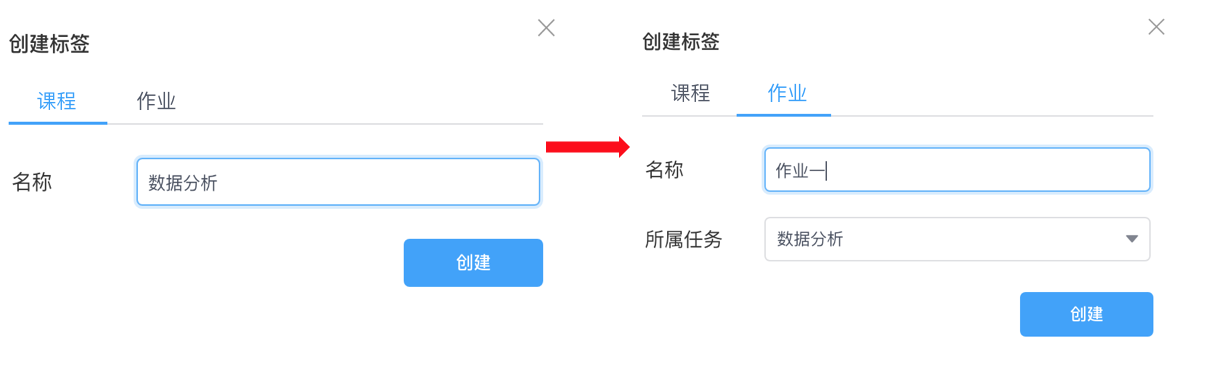 创建标签
课程 作业
名称 数据分析
创建
创建标签
课程 作业
名称 作业一
所属任务 数据分析
创建